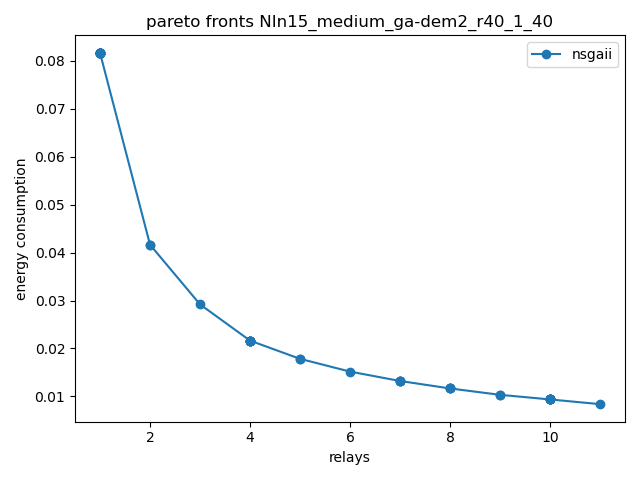 pareto fronts NIn15_medium_ga-dem2_r40_1_40
nsgaii
energy consumption
0.08
0.07
0.06
0.05
0.04
0.03
0.02
0.01
2 4 6 8 10
relays